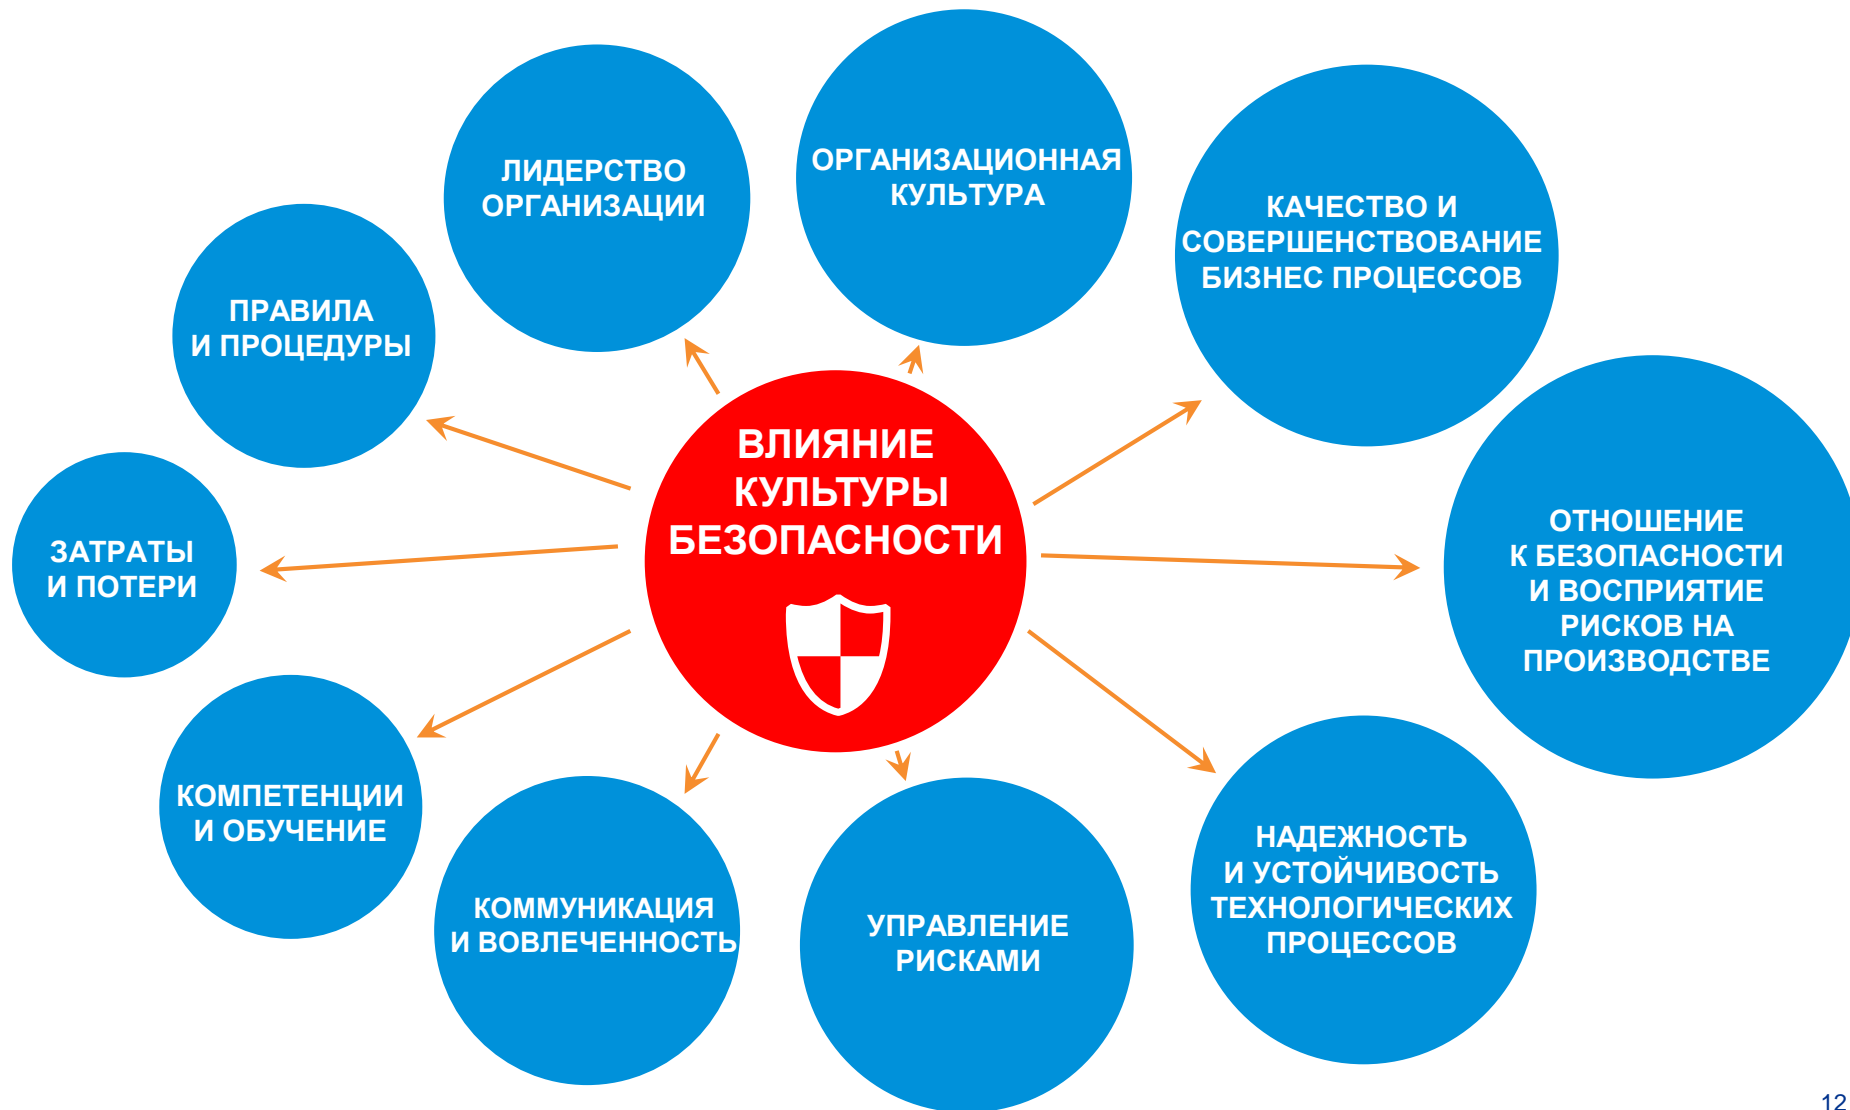 ЛИДЕРСТВО
ОРГАНИЗАЦИИ
ОРГАНИЗАЦИОННАЯ
КУЛЬТУРА
КАЧЕСТВО И
СОВЕРШЕНСТВОВАНИЕ
БИЗНЕС ПРОЦЕССОВ
ПРАВИЛА
И ПРОЦЕДУРЫ
ВЛИЯНИЕ
КУЛЬТУРЫ
БЕЗОПАСНОСТИ
ЗАТРАТЫ
И ПОТЕРИ
ОТНОШЕНИЕ
К БЕЗОПАСНОСТИ
И ВОСПРИЯТИЕ
РИСКОВ НА
ПРОИЗВОДСТВЕ
КОМПЕТЕНЦИИ
И ОБУЧЕНИЕ
КОММУНИКАЦИЯ
И ВОВЛЕЧЕННОСТЬ
УПРАВЛЕНИЕ
РИСКАМИ
НАДЕЖНОСТЬ
И УСТОЙЧИВОСТЬ
ТЕХНОЛОГИЧЕСКИХ
ПРОЦЕССОВ
12